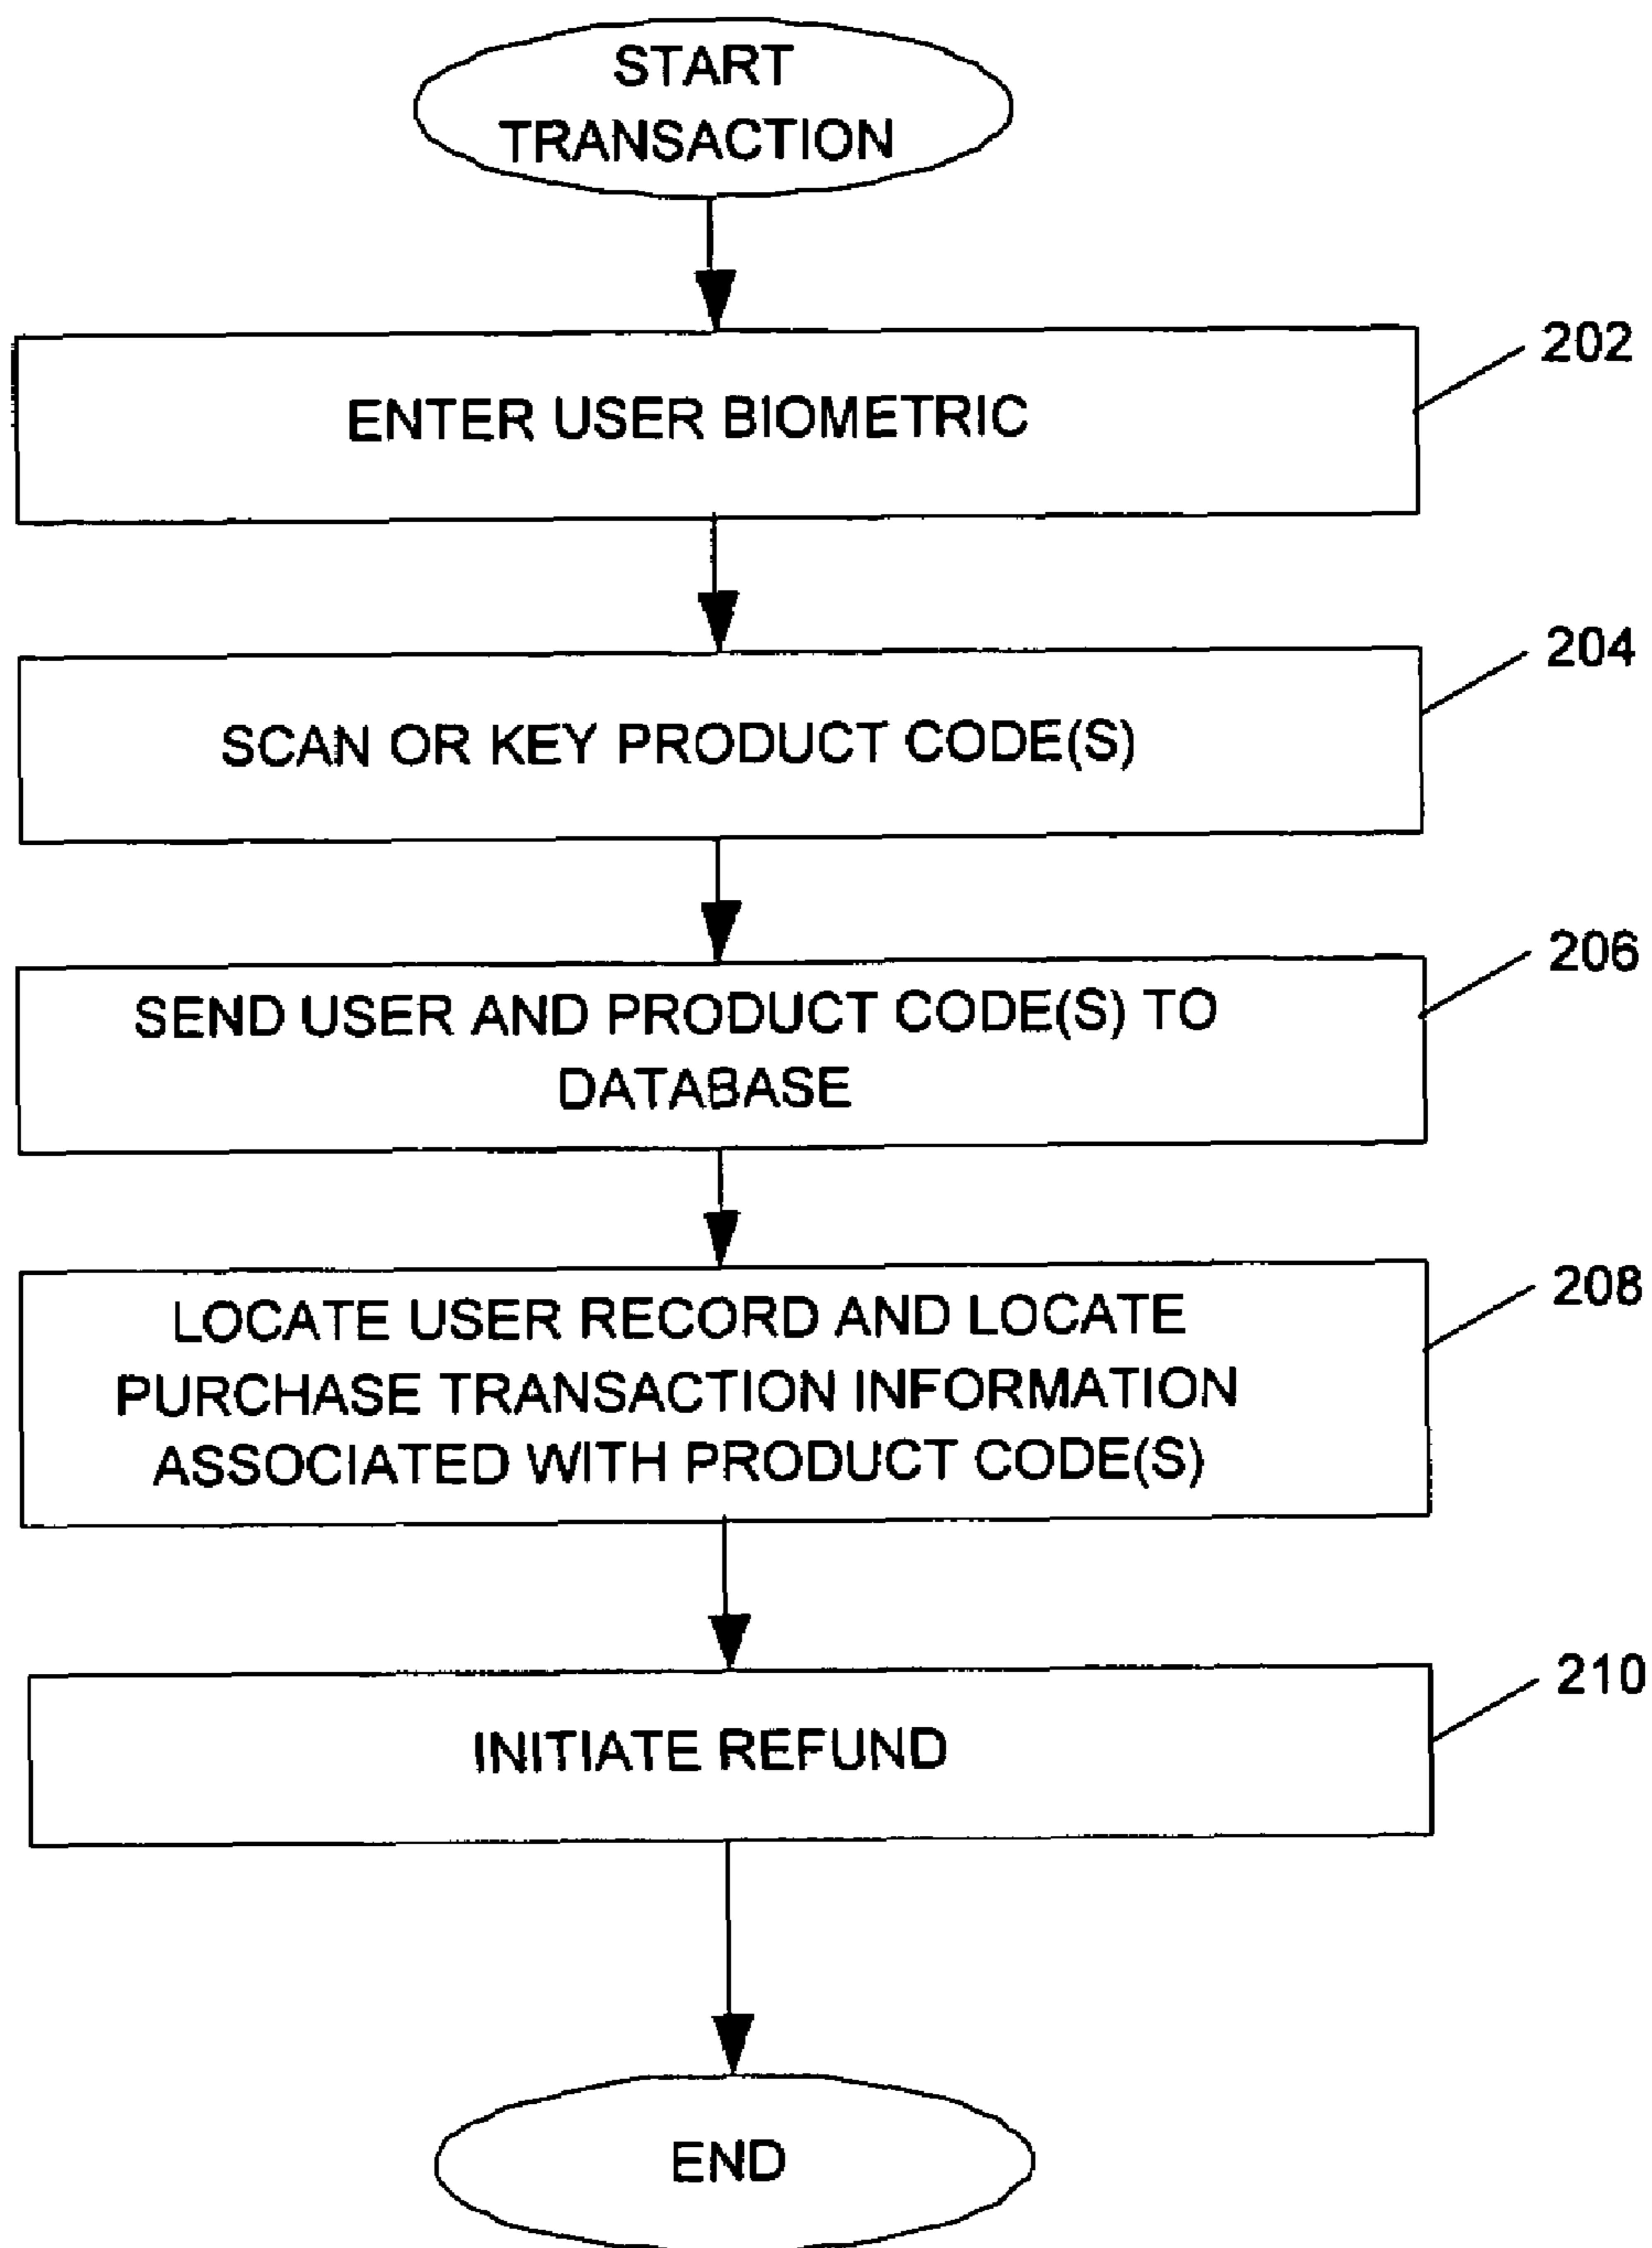 START
TRANSACTION
202
ENTER USER BIOMETRIC
204
SCAN OR KEY PRODUCT CODE(S)
206
SEND USER AND PRODUCT CODE(S) TO
DATABASE
208
LOCATE USER RECORD AND LOCATE
PURCHASE TRANSACTION INFORMATION
ASSOCIATED WITH PRODUCT CODE(S)
210
INITIATE REFUND
END